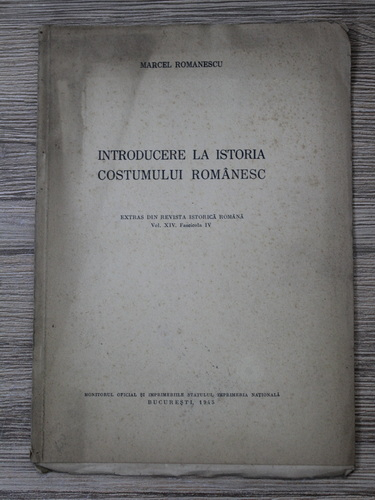 MARCEL ROMANESCU
INTRODUCERE LA ISTORIA
COSTUMULUI ROMÂNESC
EXTRAS DIN REVISTA ISTORICĂ ROMÂNĂ
Vol. XIV, Fascicola IV
MONITORUL OFICIAL ȘI IMPRIMERIILE STATULUI, IMPRIMERIA NAȚIONALĂ
BUCUREȘTI, 1945